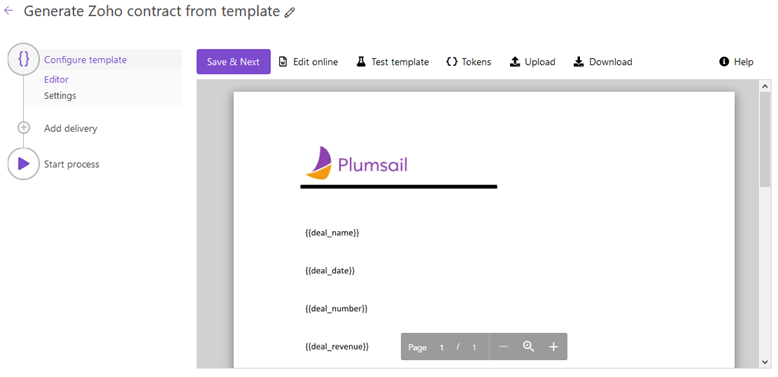 Generate Zoho contract from template
{} Configure template
Editor
Settings
Add delivery
Start process
Save & Next Edit online Test template {} Tokens Upload Download Help
Plumsail
{{deal_name}}
{{deal_date}}
{{deal_number}}
{{deal_revenue}}
Page 1 / 1